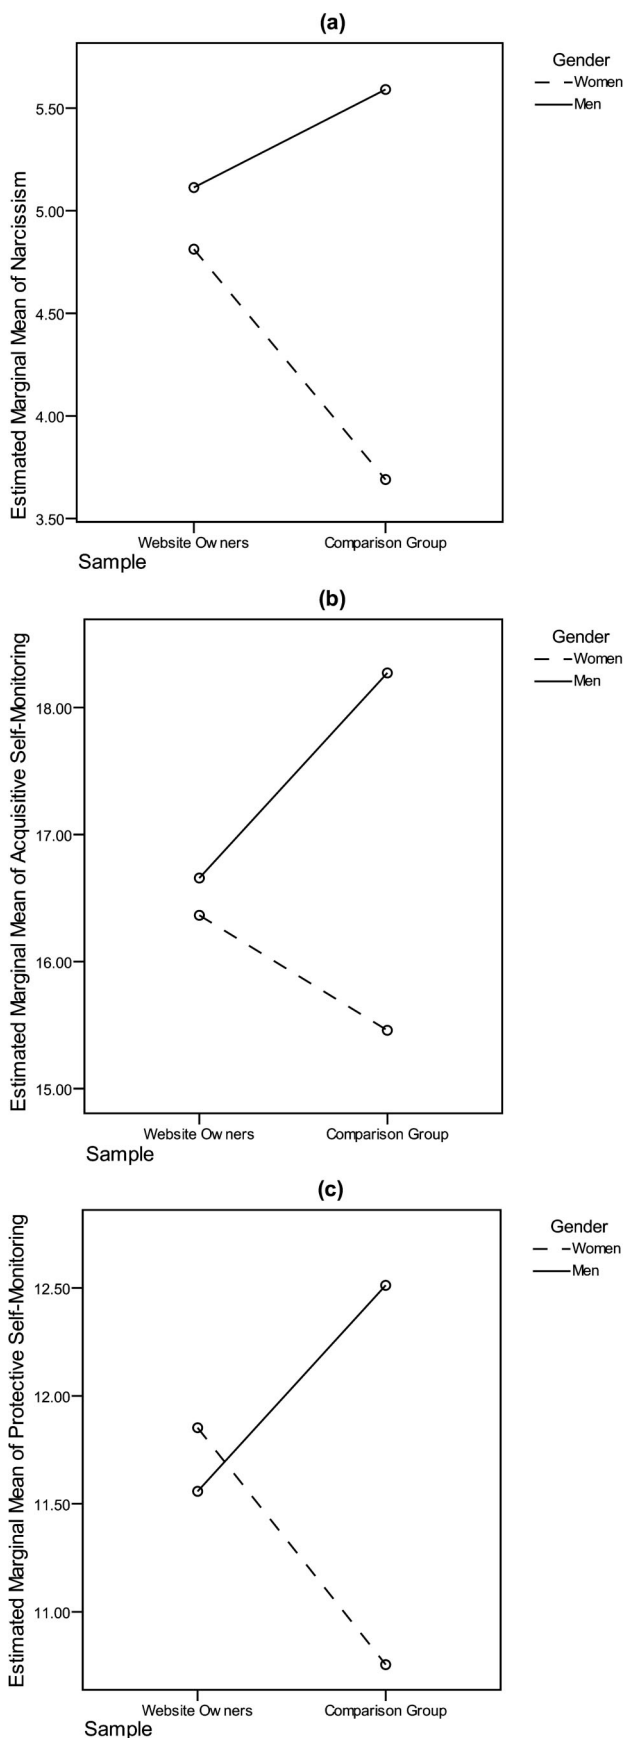 (a)
Gender
Women
Men
Estimated Marginal Mean of Narcissism
5.50
5.00
4.50
4.00
3.50
Website Owners Comparison Group
Sample
(b)
Gender
Women
Men
Estimated Marginal Mean of Acquisitive Self-Monitoring
18.00
17.00
16.00
15.00
Website Owners Comparison Group
Sample
(c)
Gender
Women
Men
Estimated Marginal Mean of Protective Self-Monitoring
12.50
12.00
11.50
11.00
Website Owners Comparison Group
Sample